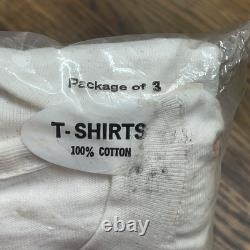 Package of 3
T-SHIRTS
100% COTTON